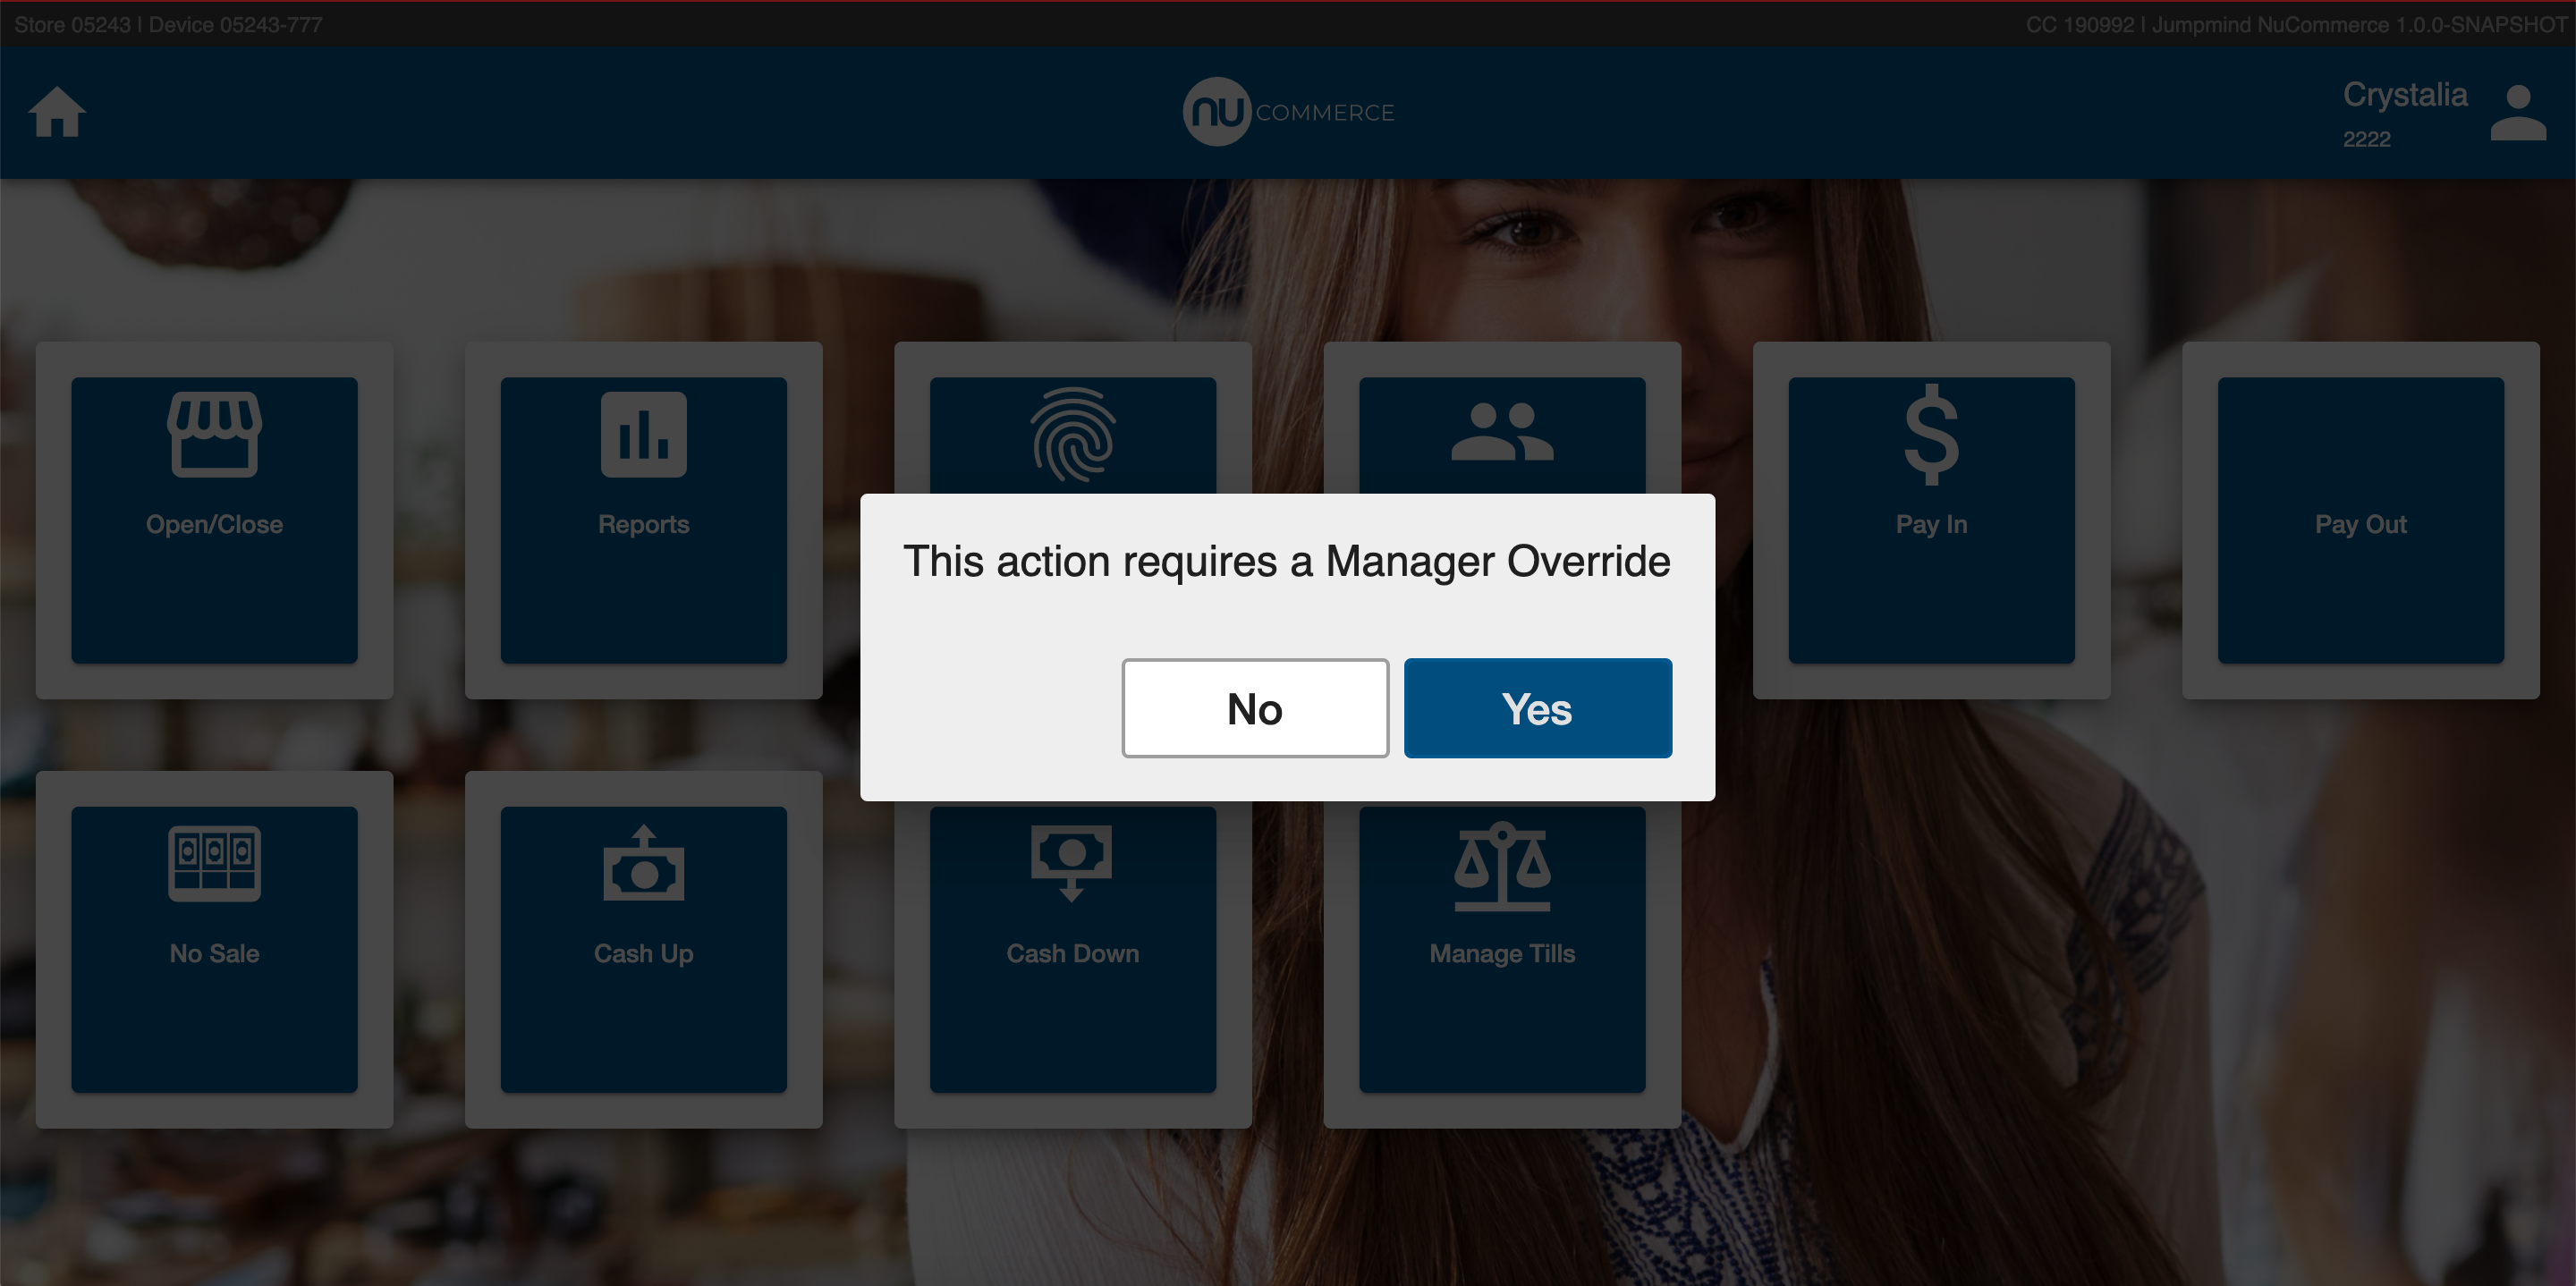 Store 05243 | Device 05243-777
CC 190992 | Jumpmind NuCommerce 1.0.0-SNAPSHOT
nu COMMERCE
Crystalia
2222
Open/Close
Reports
Pay In
Pay Out
This action requires a Manager Override
No
Yes
No Sale
Cash Up
Cash Down
Manage Tills